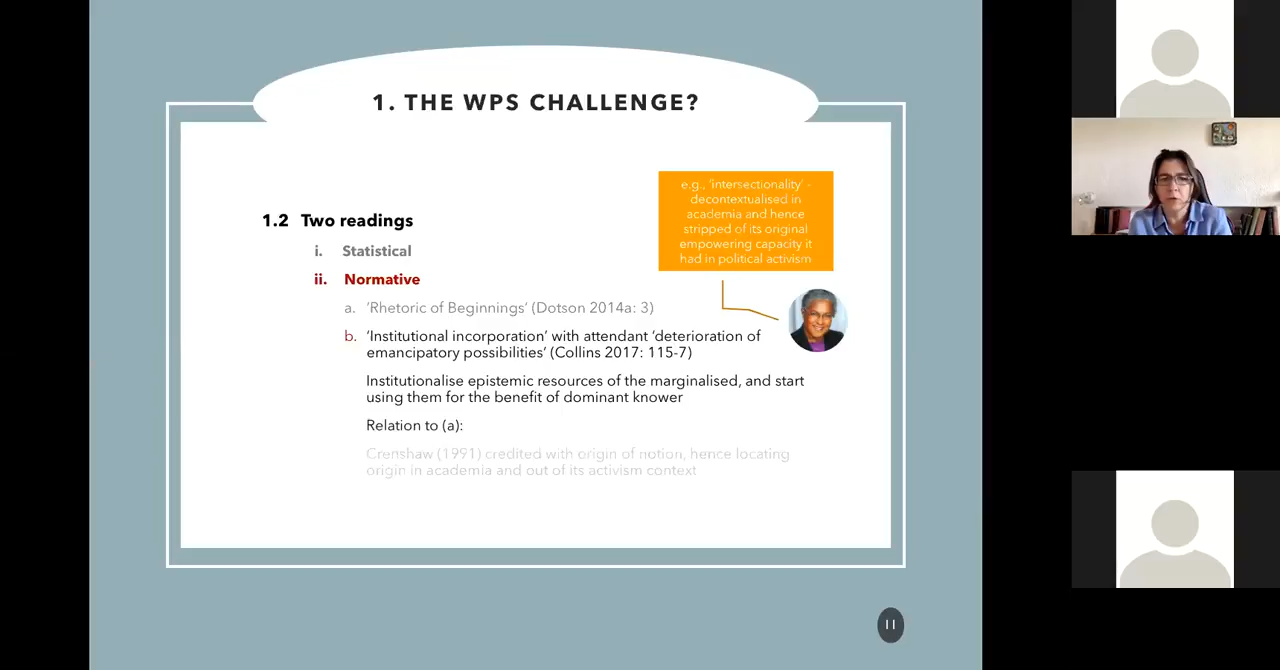 1. THE WPS CHALLENGE?
e.g., 'Intersectionality' -
decontextualised in
academia and hence
stripped of its original
empowering capacity it
had in political activism
1.2 Two readings
i. Statistical
ii. Normative
a. 'Rhetoric of Beginnings' (Dotson 2014a: 3)
b. 'Institutional incorporation' with attendant 'deterioration of
emancipatory possibilities' (Collins 2017: 115-7)
Institutionalise epistemic resources of the marginalised, and start
using them for the benefit of dominant knower
Relation to (a):
Crenshaw (1991) credited with origin of notion, hence locating
origin in academia and out of its activism context
11